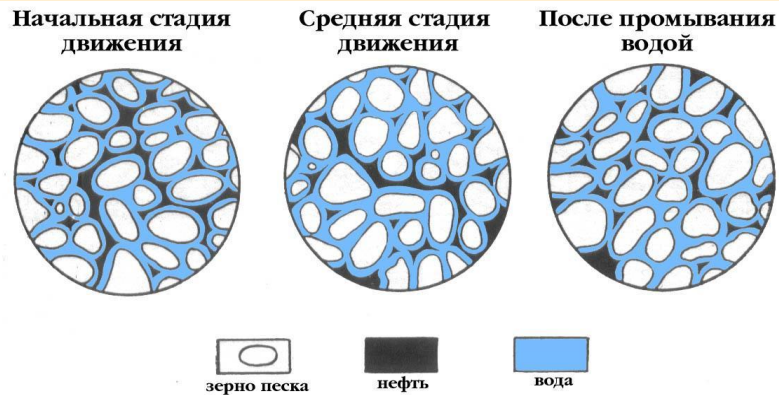 Начальная стадия
движения
Средняя стадия
движения
После промывания
водой
зерно песка
нефть
вода